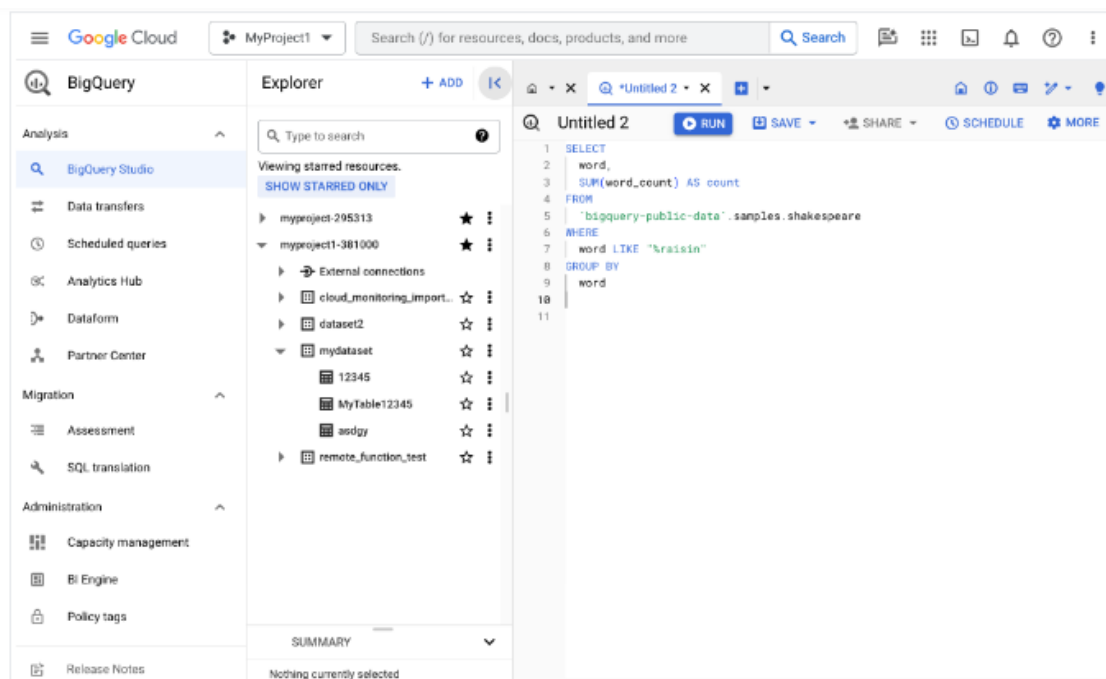 Google Cloud
MyProject1
Search (/) for resources, docs, products, and more
Search
BigQuery
Analysis
BigQuery Studio
Data transfers
Scheduled queries
Analytics Hub
Dataform
Partner Center
Migration
Assessment
SQL translation
Administration
Capacity management
BI Engine
Policy tags
Release Notes
Explorer
+ ADD
Type to search
Viewing starred resources.
SHOW STARRED ONLY
myproject-295313
myproject1-381000
External connections
cloud_monitoring_import...
dataset2
mydataset
12345
MyTable12345
asdgy
remote_function_test
SUMMARY
Nothing currently selected
*Untitled 2
Untitled 2
RUN
SAVE
SHARE
SCHEDULE
MORE
1 SELECT
2 word,
3 SUM(word_count) AS count
4 FROM
5 `bigquery-public-data`.samples.shakespeare
6 WHERE
7 word LIKE "%raisin"
8 GROUP BY
9 word
10
11